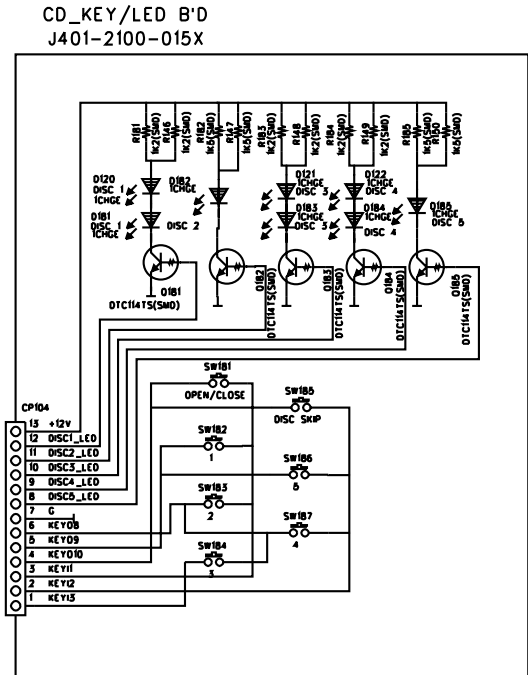 CD_KEY/LED B'D
J401-2100-015X
R181
1K2(SMD)
R146
1K2(SMD)
R182
1K5(SMD)
R147
1K5(SMD)
R183
1K2(SMD)
R148
1K2(SMD)
R184
1K2(SMD)
R149
1K2(SMD)
R185
1K5(SMD)
R150
1K5(SMD)
D120
DISC 1
1CHGE
D182
1CHGE
D121
1CHGE
DISC 3
D122
1CHGE
DISC 4
D181
DISC 1
1CHGE
DISC 2
D183
1CHGE
DISC 3
D184
1CHGE
DISC 4
D185
1CHGE
DISC 5
Q181
DTC114TS(SMD)
Q182
DTC114TS(SMD)
Q183
DTC114TS(SMD)
Q184
DTC114TS(SMD)
Q185
DTC114TS(SMD)
SW181
OPEN/CLOSE
SW185
DISC SKIP
SW182
1
SW186
5
SW183
2
SW187
4
SW184
3
CP104
13 +12V
12 DISC1_LED
11 DISC2_LED
10 DISC3_LED
9 DISC4_LED
8 DISC5_LED
7 G
6 KEY08
5 KEY09
4 KEY010
3 KEY11
2 KEY12
1 KEY13